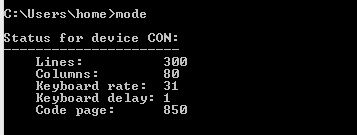 C:\Users\home>mode
Status for device CON:
----------------------
Lines: 300
Columns: 80
Keyboard rate: 31
Keyboard delay: 1
Code page: 850